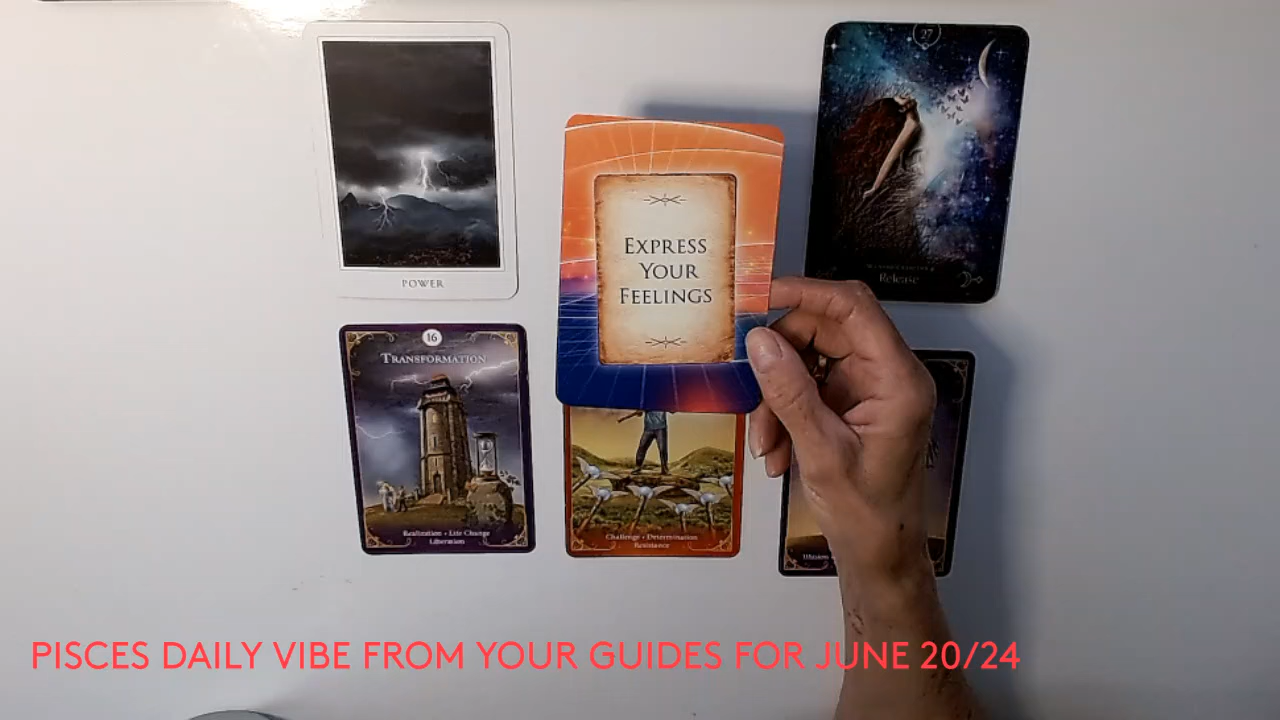 27
POWER
Release
EXPRESS
YOUR
FEELINGS
16
TRANSFORMATION
Realization • Life Change
Liberation
Challenge • Determination
Resistance
Illusion
PISCES DAILY VIBE FROM YOUR GUIDES FOR JUNE 20/24